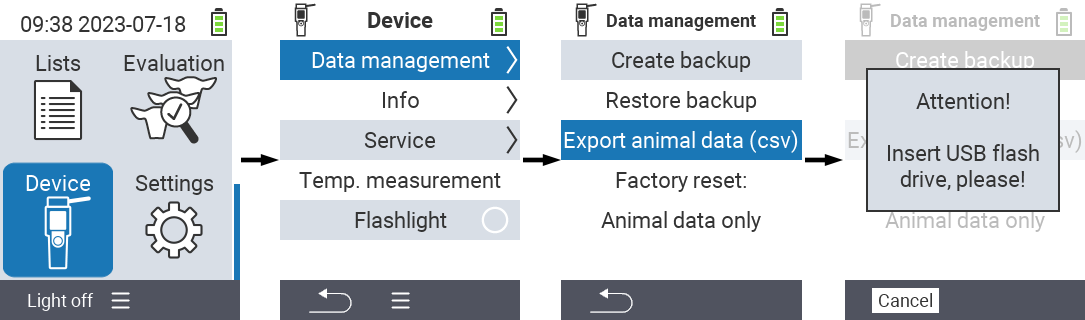 09:38 2023-07-18
Lists
Evaluation
Device
Settings
Light off
Device
Data management
Info
Service
Temp. measurement
Flashlight
Data management
Create backup
Restore backup
Export animal data (csv)
Factory reset:
Animal data only
Data management
Create backup
Ex
sv)
Attention!
Insert USB flash
drive, please!
Animal data only
Cancel